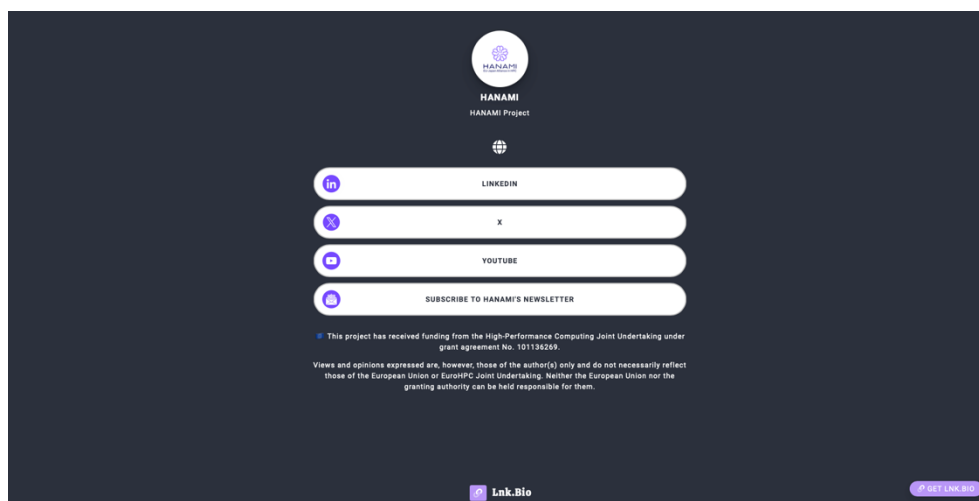 HANAMI
HANAMI
HANAMI Project
in
X
LINKEDIN
X
YOUTUBE
SUBSCRIBE TO HANAMI'S NEWSLETTER
This project has received funding from the High-Performance Computing Joint Undertaking under
grant agreement No. 101136269.
Views and opinions expressed are, however, those of the author(s) only and do not necessarily reflect
those of the European Union or EuroHPC Joint Undertaking. Neither the European Union nor the
granting authority can be held responsible for them.
Lnk.Bio
GET LNK.BIO